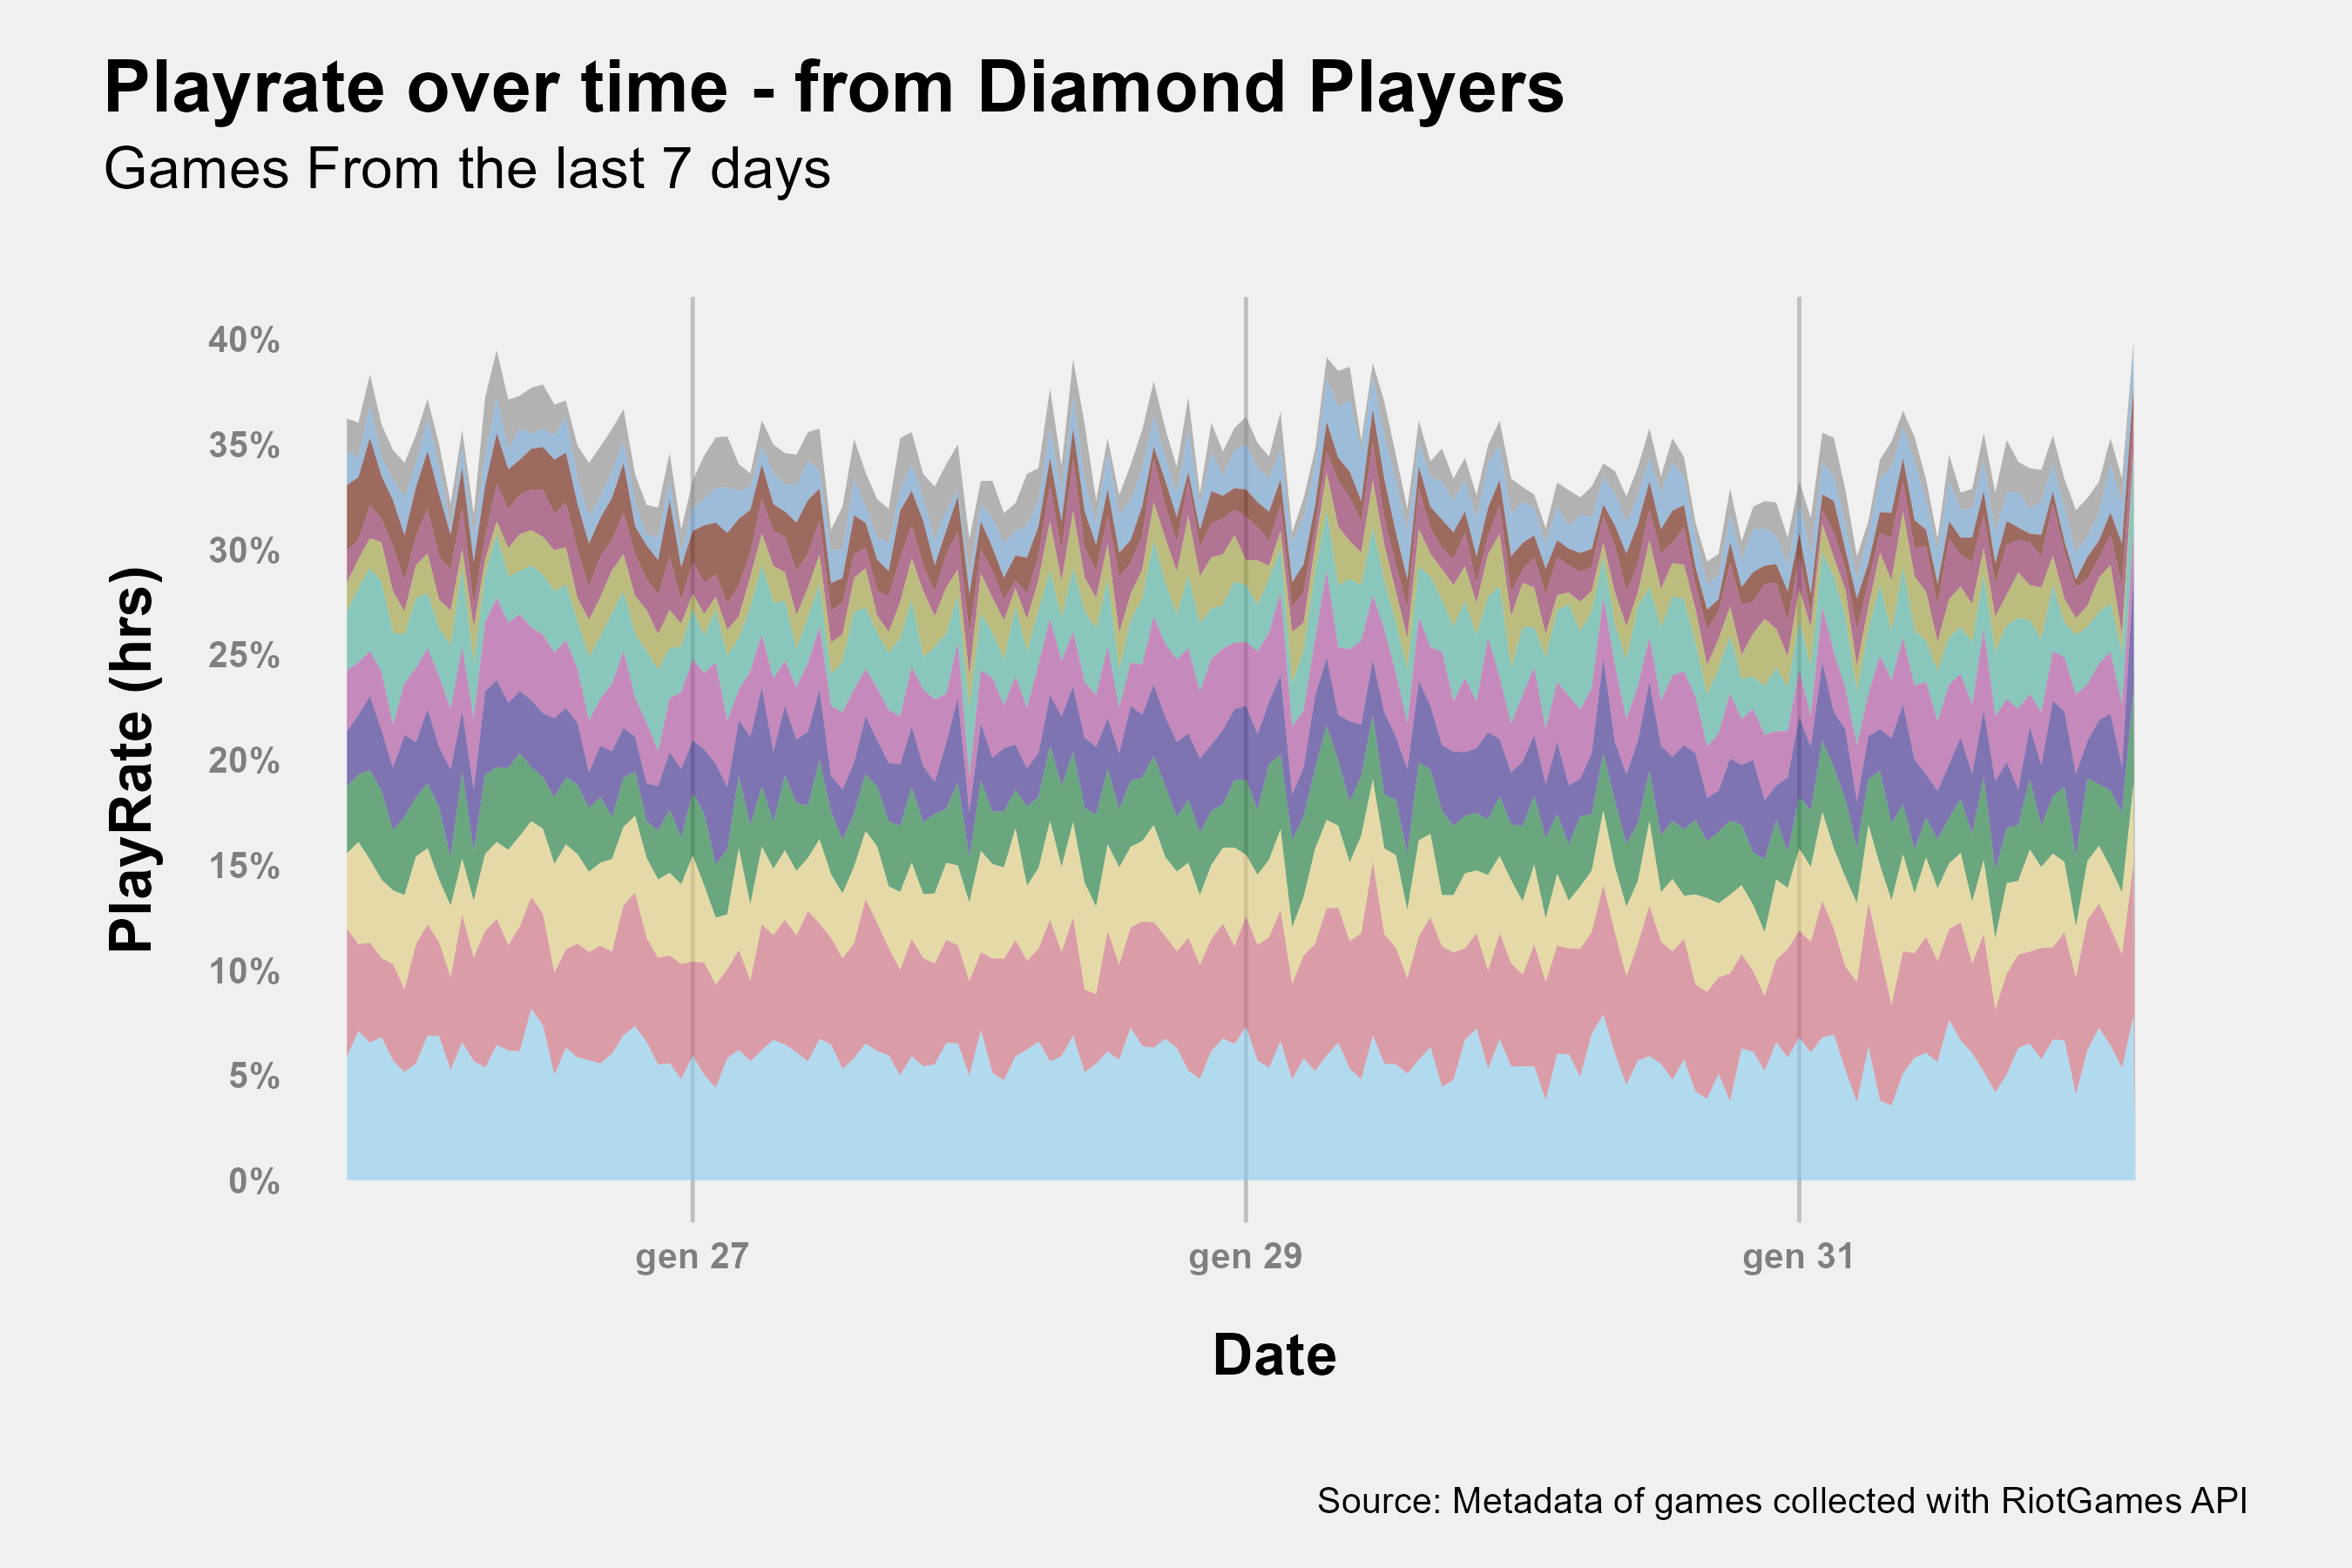 Playrate over time - from Diamond Players
Games From the last 7 days
40%
35%
30%
25%
20%
15%
10%
5%
0%
PlayRate (hrs)
gen 27
gen 29
gen 31
Date
Source: Metadata of games collected with RiotGames API